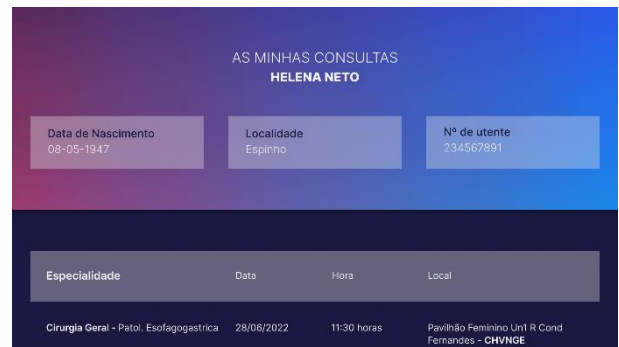 AS MINHAS CONSULTAS
HELENA NETO
Data de Nascimento
08-05-1947
Localidade
Espinho
Nº de utente
234567891
Especialidade Data Hora Local
Cirurgia Geral - Patol. Esofagogastrica 28/06/2022 11:30 horas Pavilhão Feminino Un1 R Cond
Fernandes - CHVNGE